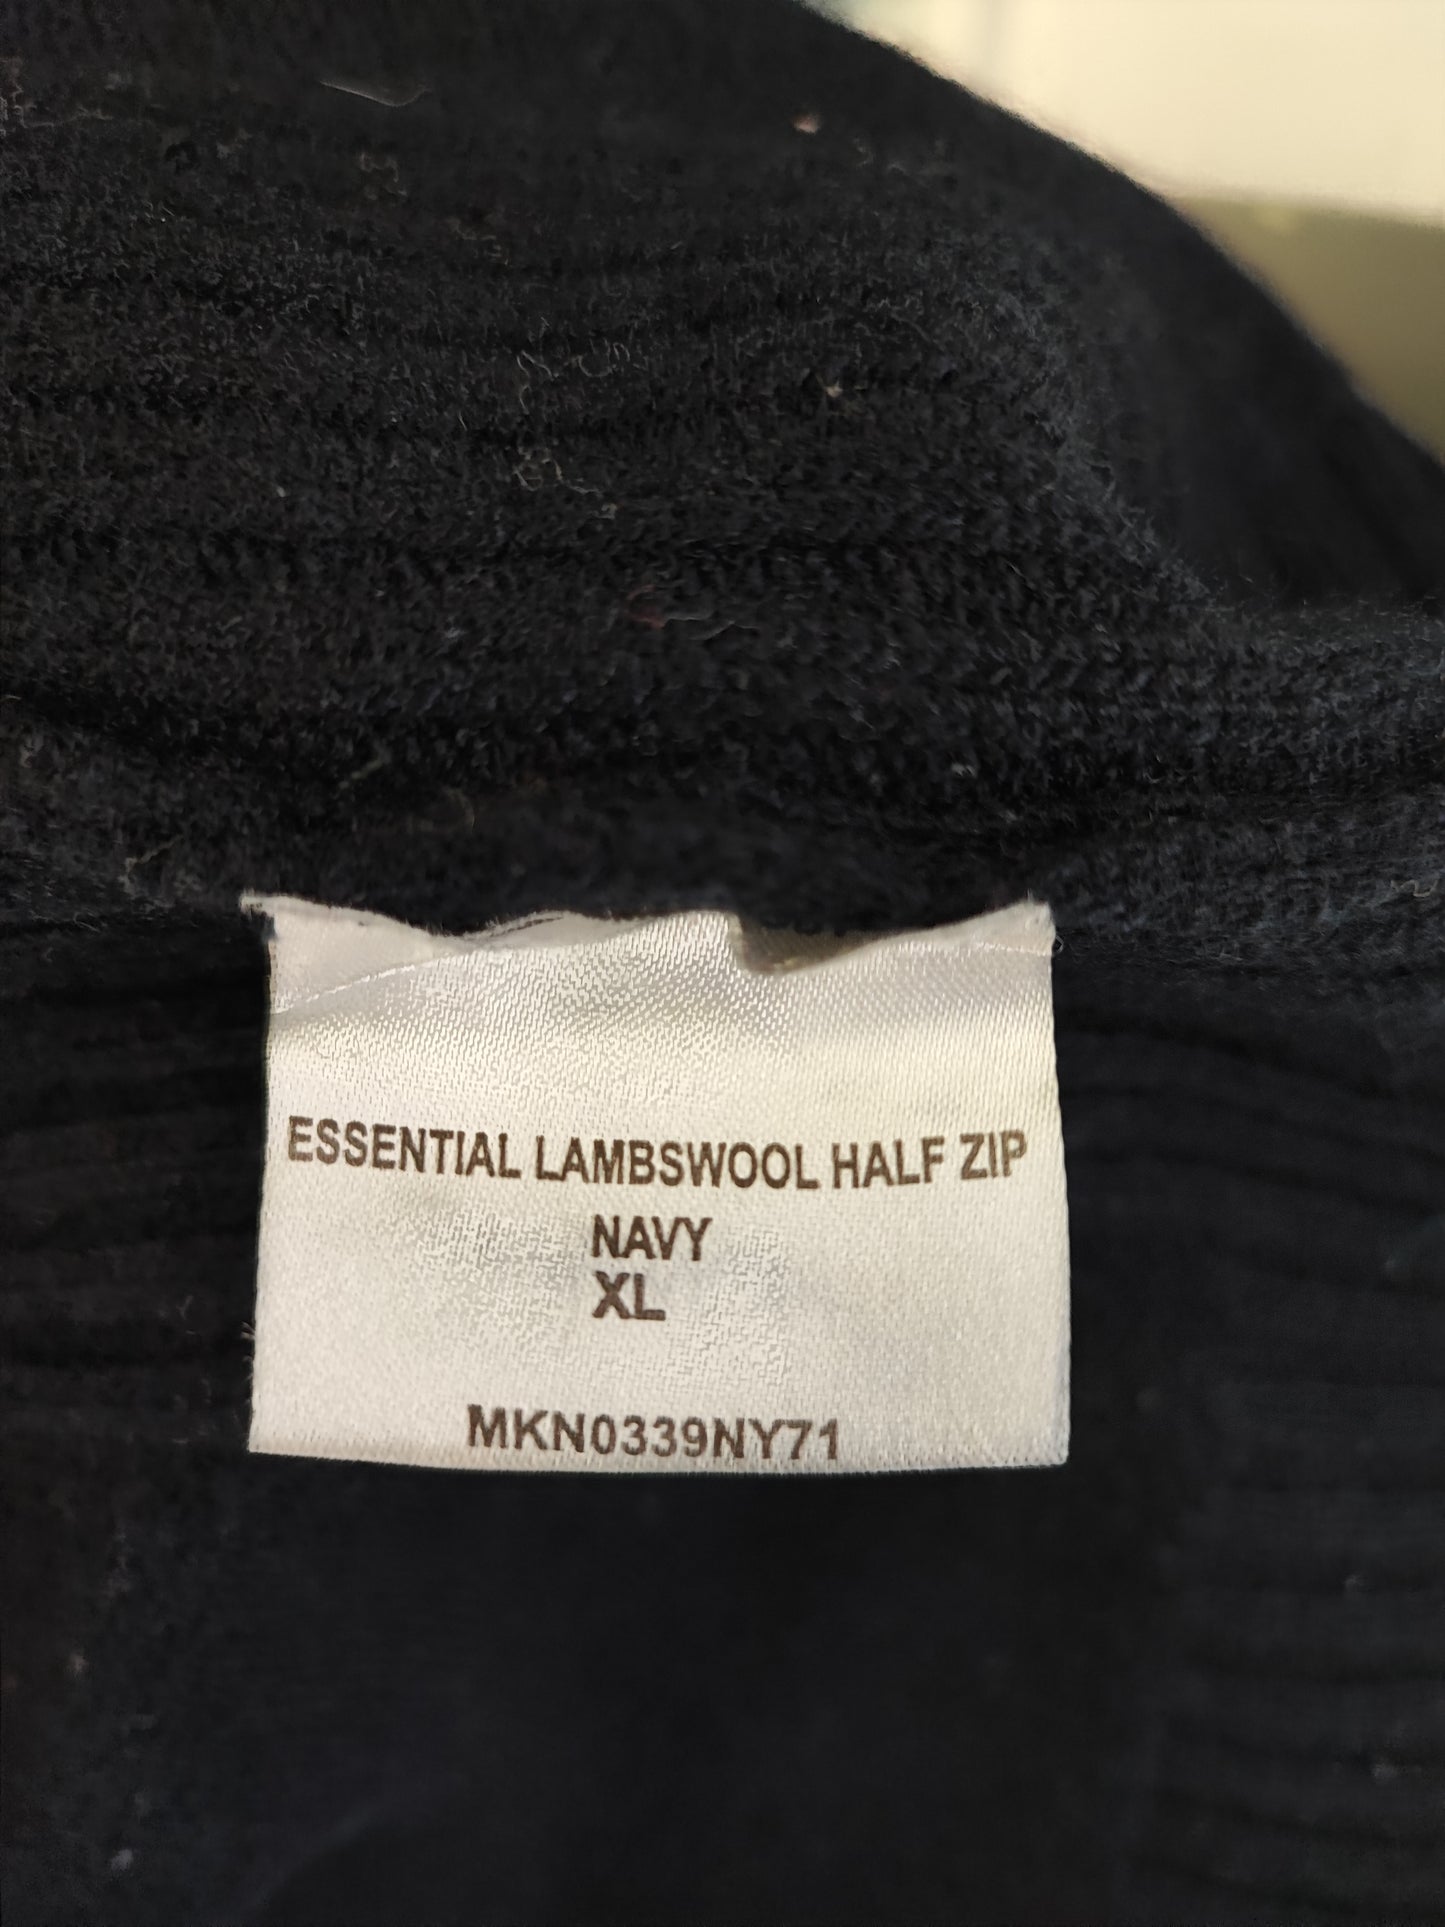 ESSENTIAL LAMBSWOOL HALF ZIP
NAVY
XL
MKN0339NY71